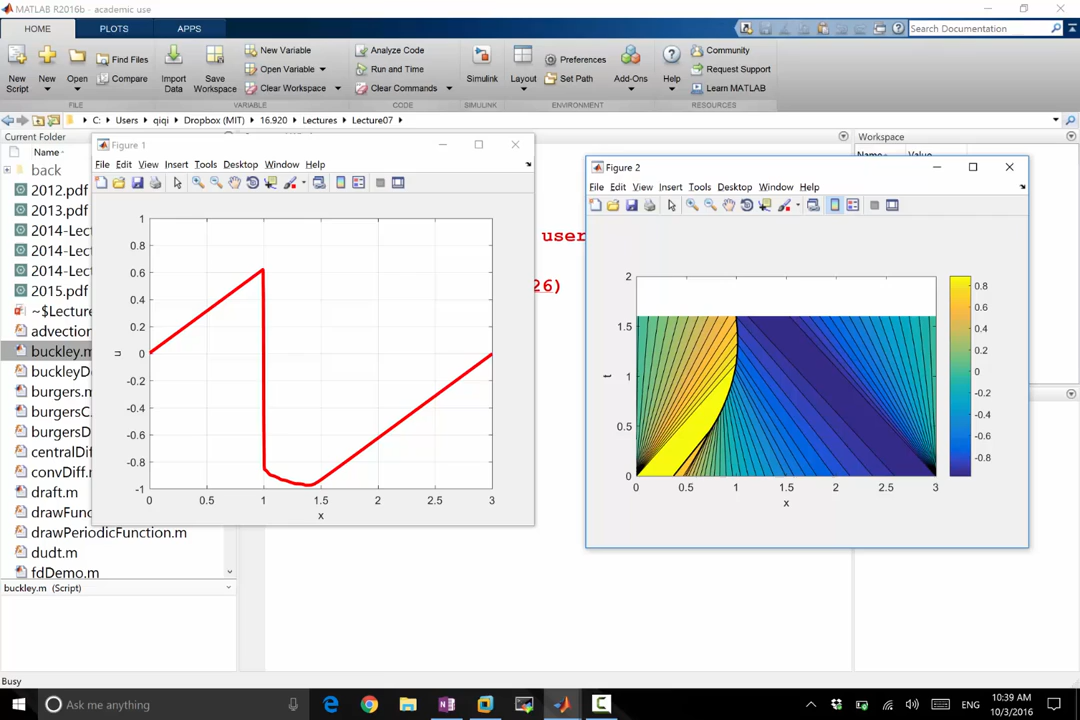 MATLAB R2016b - academic use
HOME
PLOTS
APPS
Search Documentation
New Script
New
Open
Find Files
Compare
Import Data
Save Workspace
New Variable
Open Variable
Clear Workspace
Analyze Code
Run and Time
Clear Commands
Simulink
Layout
Preferences
Set Path
Add-Ons
Help
Community
Request Support
Learn MATLAB
FILE
VARIABLE
CODE
SIMULINK
ENVIRONMENT
RESOURCES
C: Users qiqi Dropbox (MIT) 16.920 Lectures Lecture07
Current Folder
Name
back
2012.pdf
2013.pdf
2014-Lect
2014-Lect
2014-Lect
2015.pdf
~$Lecture
advection
buckley.m
buckleyDe
burgers.m
burgersC
burgersD
centralDif
convDiff.
draft.m
drawFunc
drawPeriodicFunction.m
dudt.m
fdDemo.m
buckley.m (Script)
Busy
Workspace
Name Value
user
26)
Figure 1
File Edit View Insert Tools Desktop Window Help
1
0.8
0.6
0.4
0.2
0
-0.2
-0.4
-0.6
-0.8
-1
u
0 0.5 1 1.5 2 2.5 3
x
Figure 2
File Edit View Insert Tools Desktop Window Help
2
1.5
1
0.5
0
t
0 0.5 1 1.5 2 2.5 3
x
0.8
0.6
0.4
0.2
0
-0.2
-0.4
-0.6
-0.8
Ask me anything
ENG
10:39 AM
10/3/2016